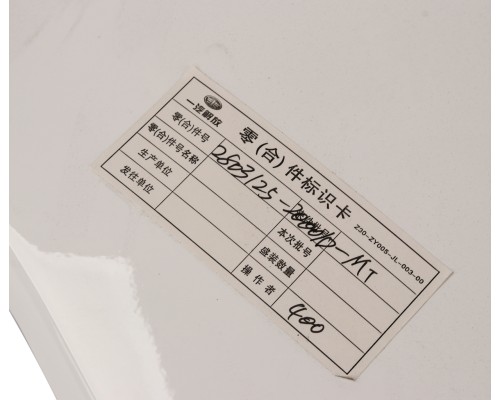 一汽解放
零(合)件标识卡
Z30-ZY005-JL-003-00
零(合)件号
2803125-
-MT
零(合)件号名称
本次批号
生产单位
盛装数量
发往单位
操作者
400